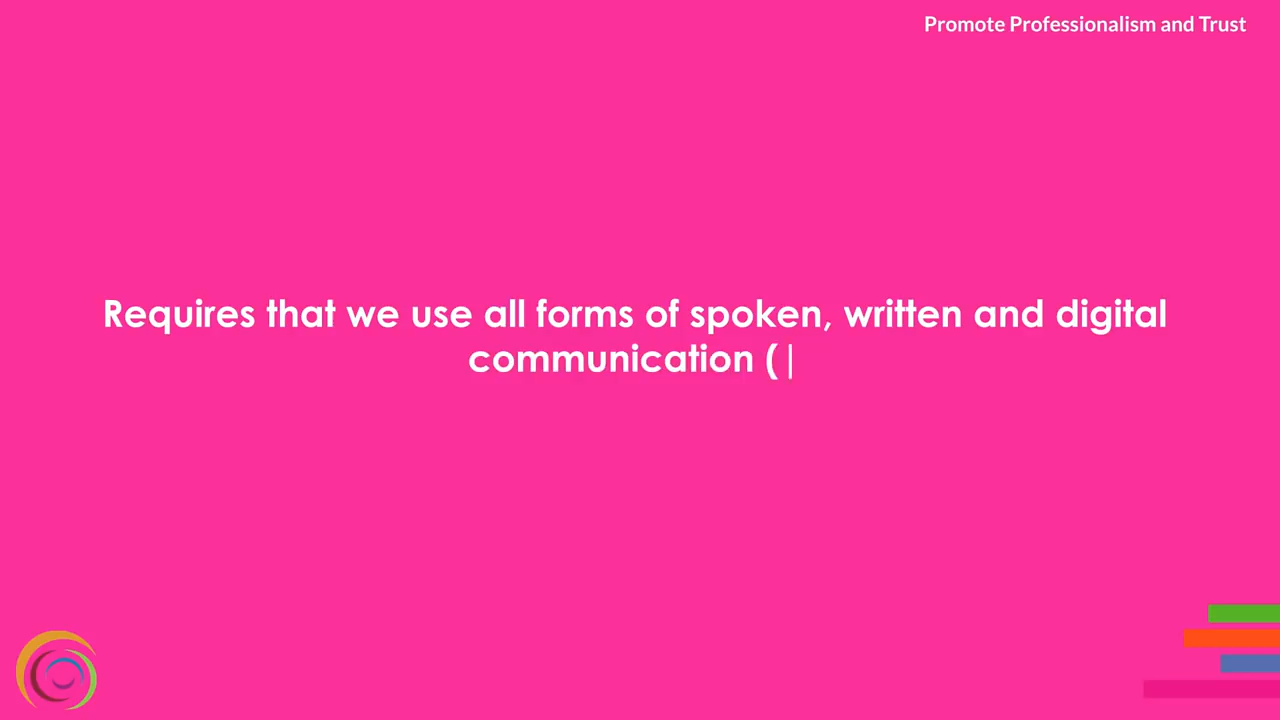 Promote Professionalism and Trust
Requires that we use all forms of spoken, written and digital
communication (|